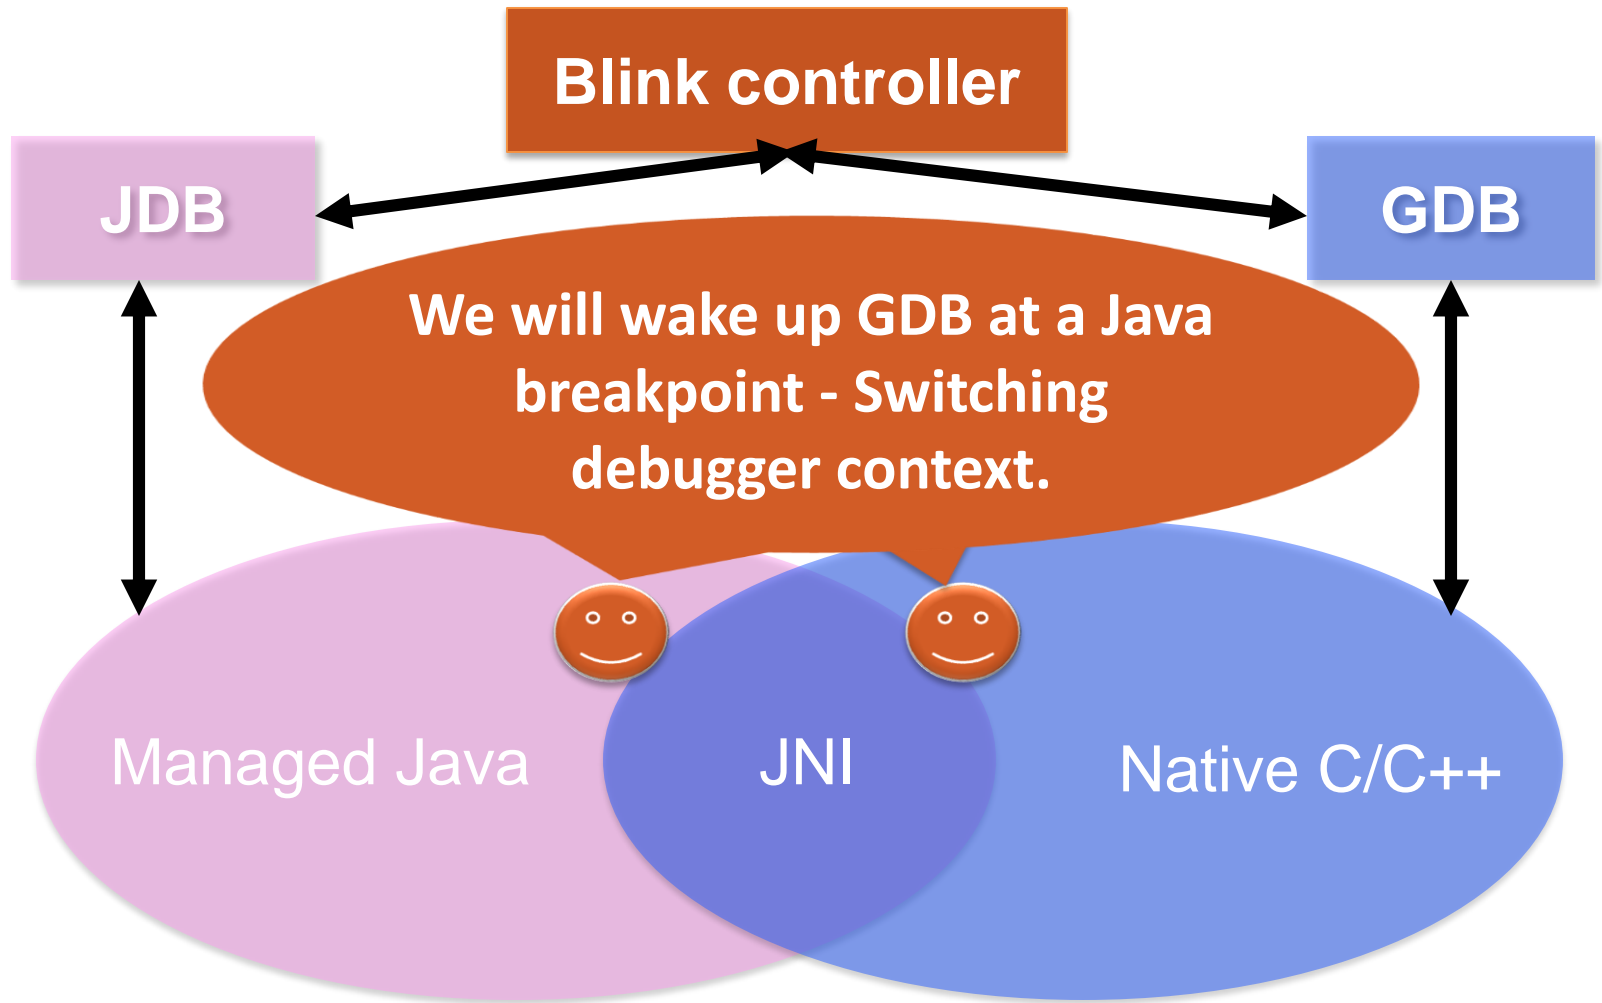 Blink controller
JDB
GDB
We will wake up GDB at a Java
breakpoint - Switching
debugger context.
Managed Java
JNI
Native C/C++